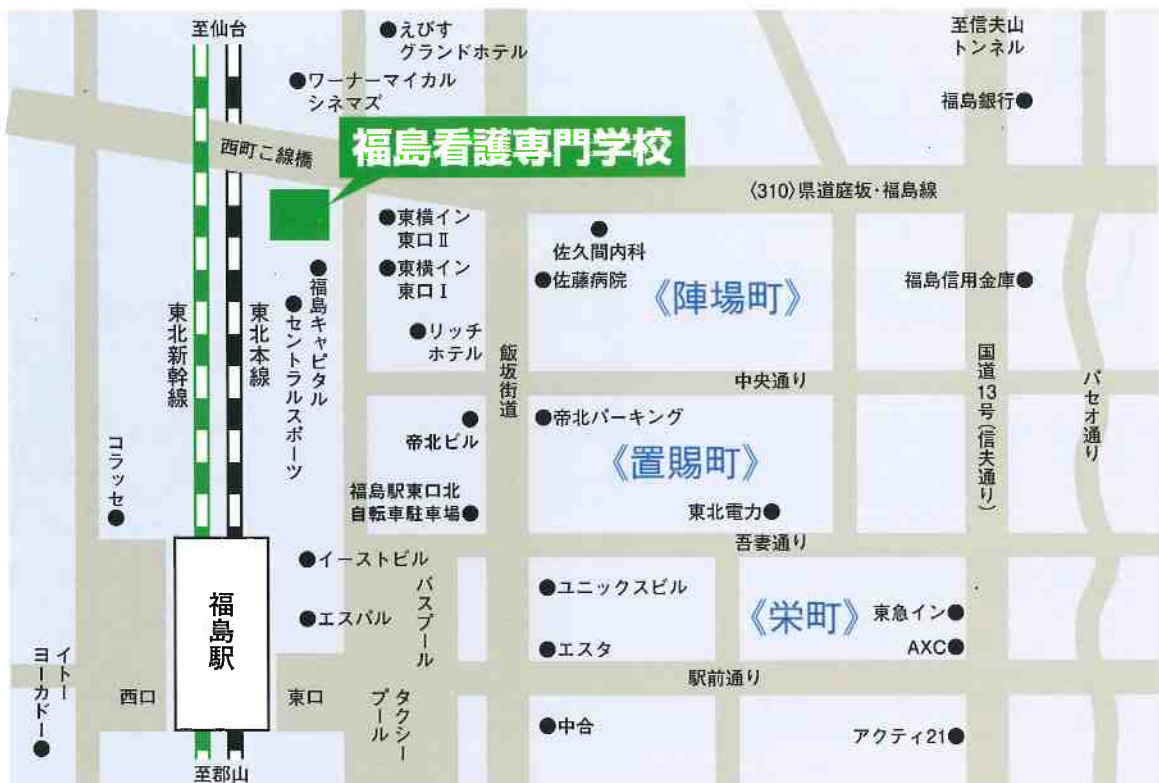 至仙台
えびす
グランドホテル
至信夫山
トンネル
ワーナーマイカル
シネマズ
福島銀行
西町こ線橋
福島看護専門学校
〈310〉県道庭坂・福島線
東横イン
東口Ⅱ
佐久間内科
東横イン
東口Ⅰ
佐藤病院
《陣場町》
福島信用金庫
東北新幹線
東北本線
福島キャピタル
セントラルスポーツ
リッチ
ホテル
飯坂街道
中央通り
国道13号(信夫通り)
パセオ通り
コラッセ
帝北ビル
帝北パーキング
《置賜町》
福島駅東口北
自転車駐車場
東北電力
吾妻通り
イーストビル
バスプール
ユニックスビル
福島駅
エスパル
《栄町》
東急イン
AXC
エスタ
駅前通り
イトー
ヨーカドー
西口
東口
タクシー
プール
中合
アクティ21
至郡山